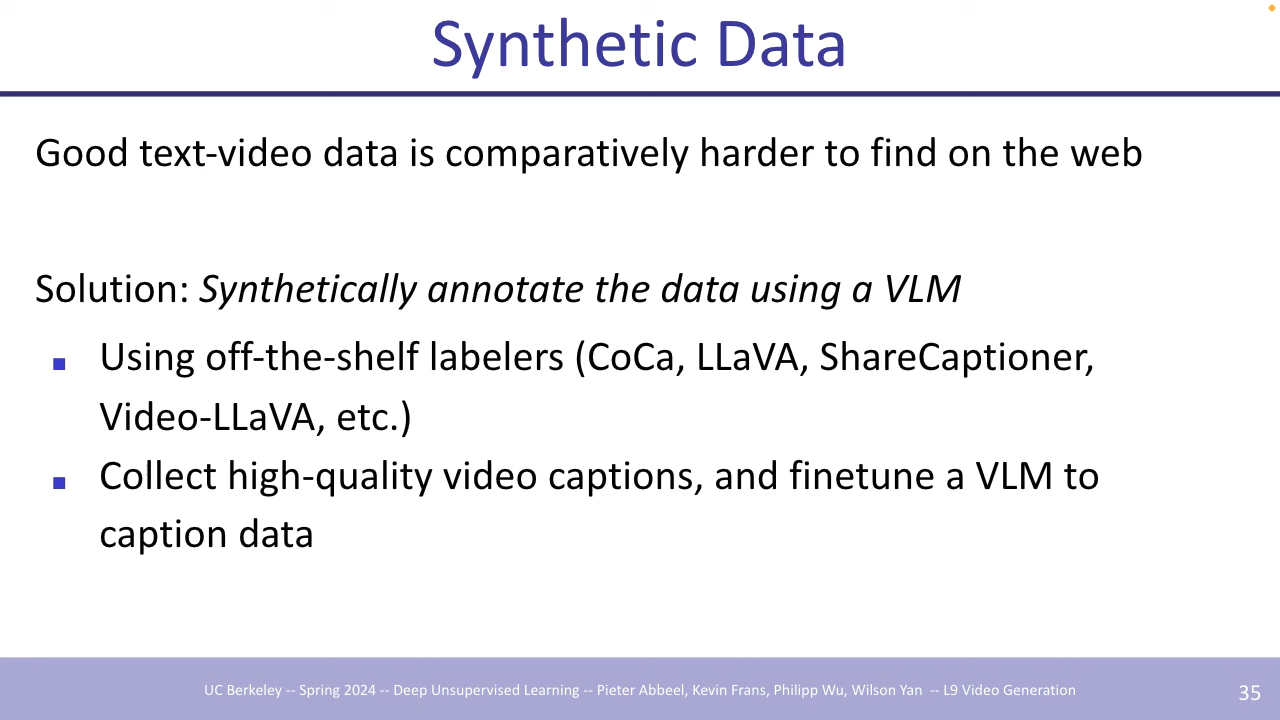 Synthetic Data
Good text-video data is comparatively harder to find on the web
Solution: Synthetically annotate the data using a VLM
Using off-the-shelf labelers (CoCa, LLaVA, ShareCaptioner,
Video-LLaVA, etc.)
Collect high-quality video captions, and finetune a VLM to
caption data
UC Berkeley -- Spring 2024 -- Deep Unsupervised Learning -- Pieter Abbeel, Kevin Frans, Philipp Wu, Wilson Yan -- L9 Video Generation
35